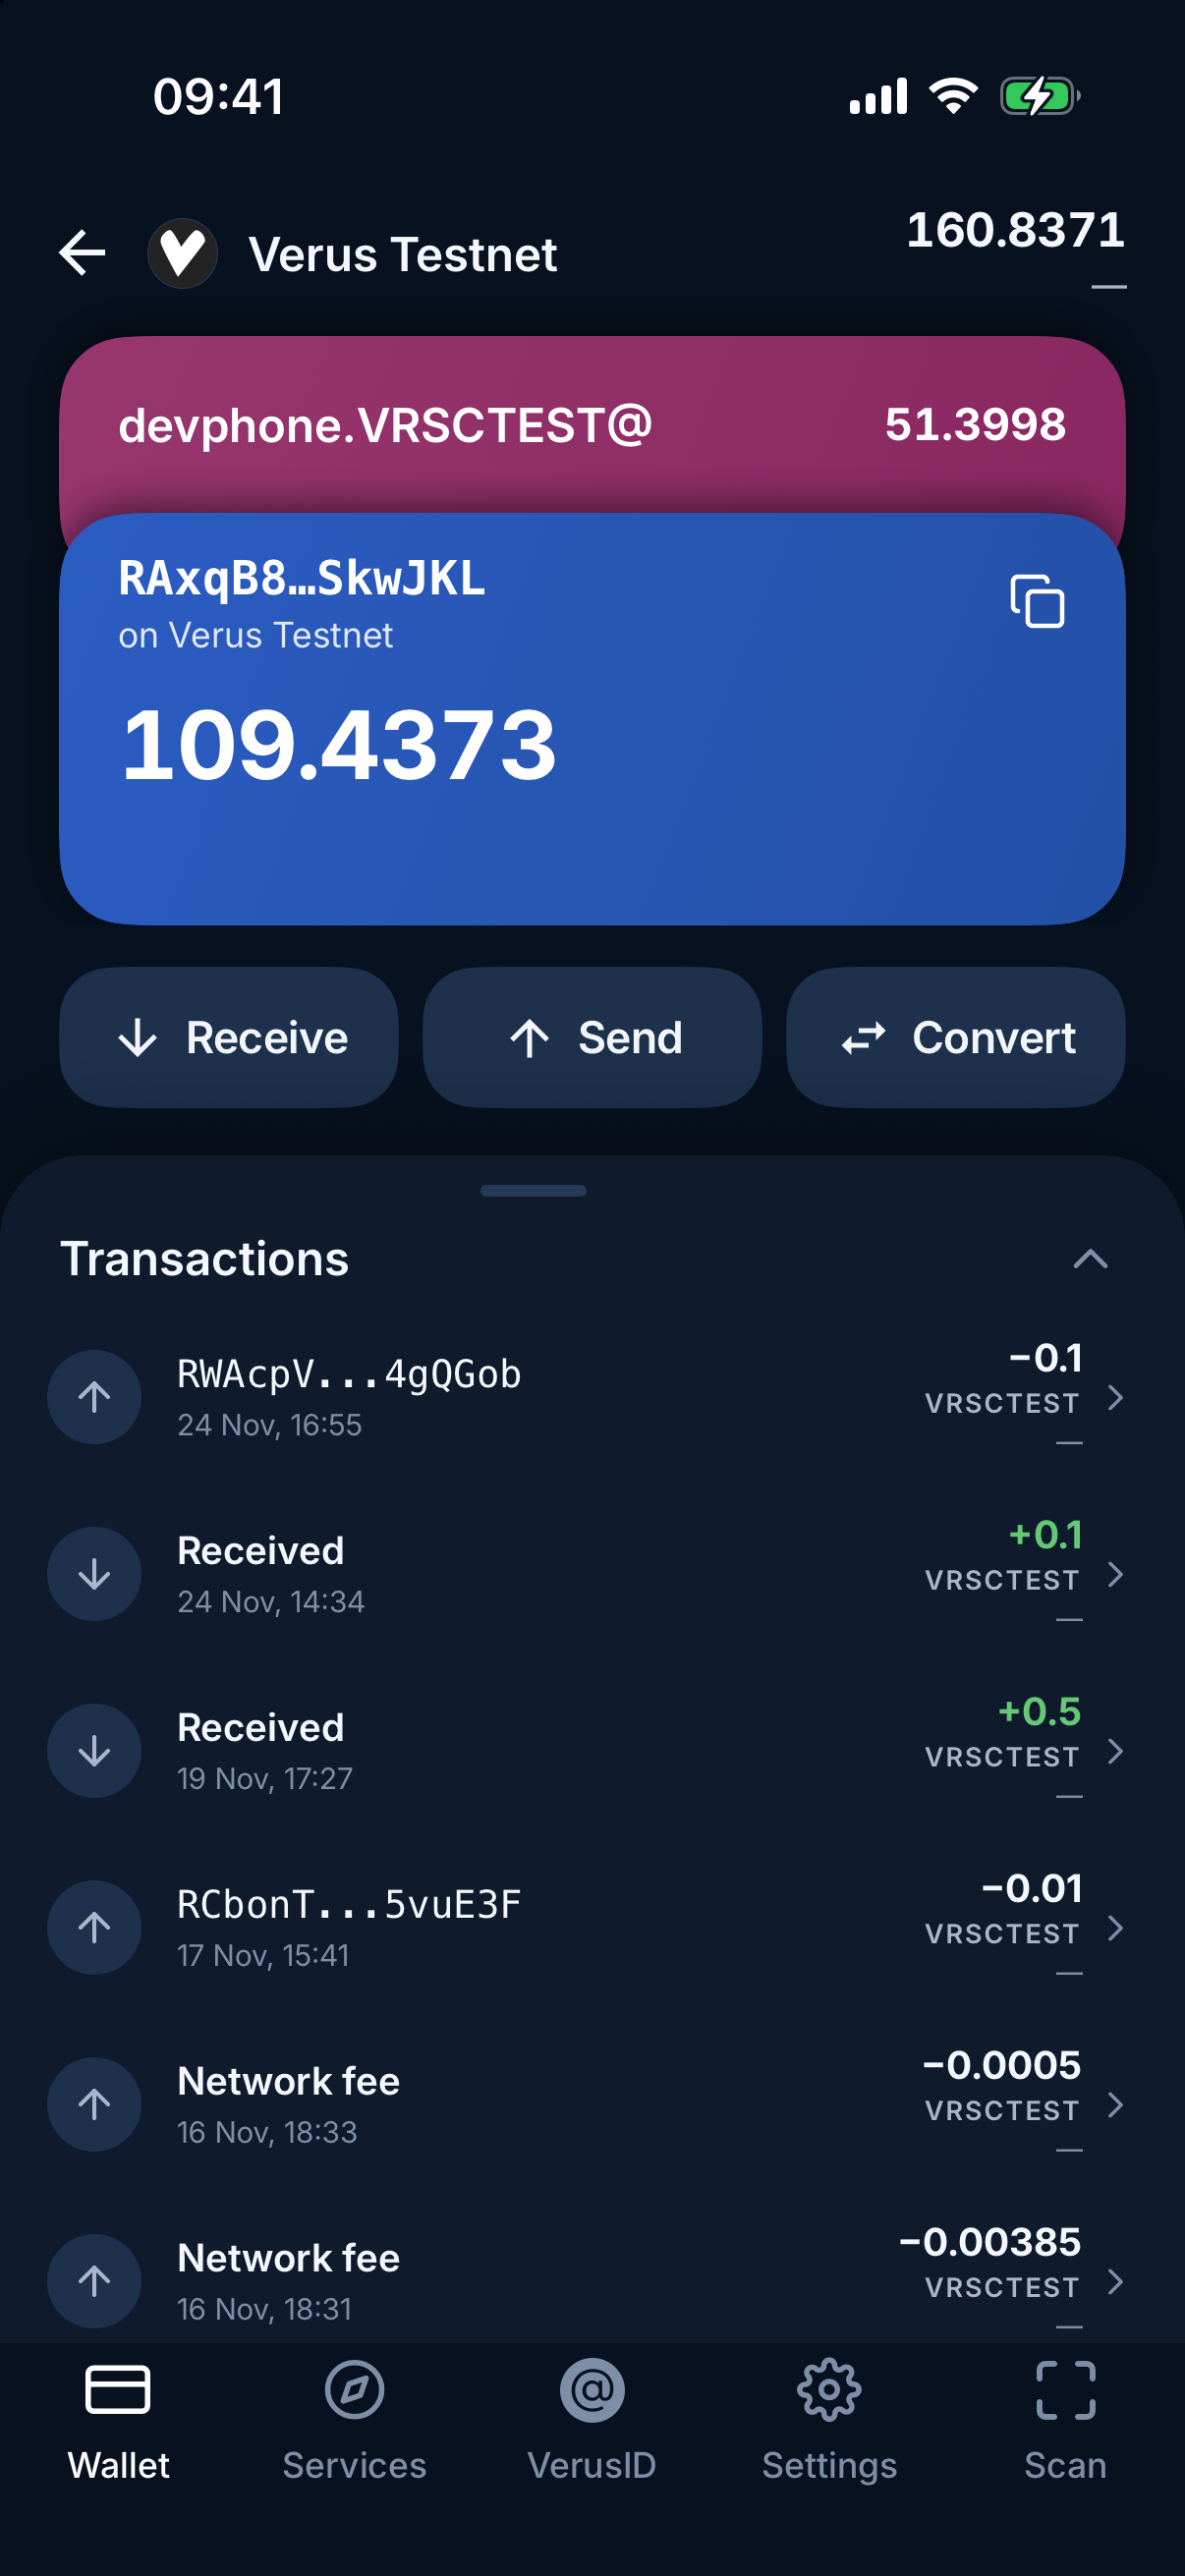 09:41
Verus Testnet
160.8371
—
devphone.VRSCTEST@
51.3998
RAxqB8…SkwJKL
on Verus Testnet
109.4373
Receive
Send
Convert
Transactions
RWAcpV...4gQGob
24 Nov, 16:55
−0.1
VRSCTEST
—
Received
24 Nov, 14:34
+0.1
VRSCTEST
—
Received
19 Nov, 17:27
+0.5
VRSCTEST
—
RCbonT...5vuE3F
17 Nov, 15:41
−0.01
VRSCTEST
—
Network fee
16 Nov, 18:33
−0.0005
VRSCTEST
—
Network fee
16 Nov, 18:31
−0.00385
VRSCTEST
—
Wallet
Services
@
VerusID
Settings
Scan